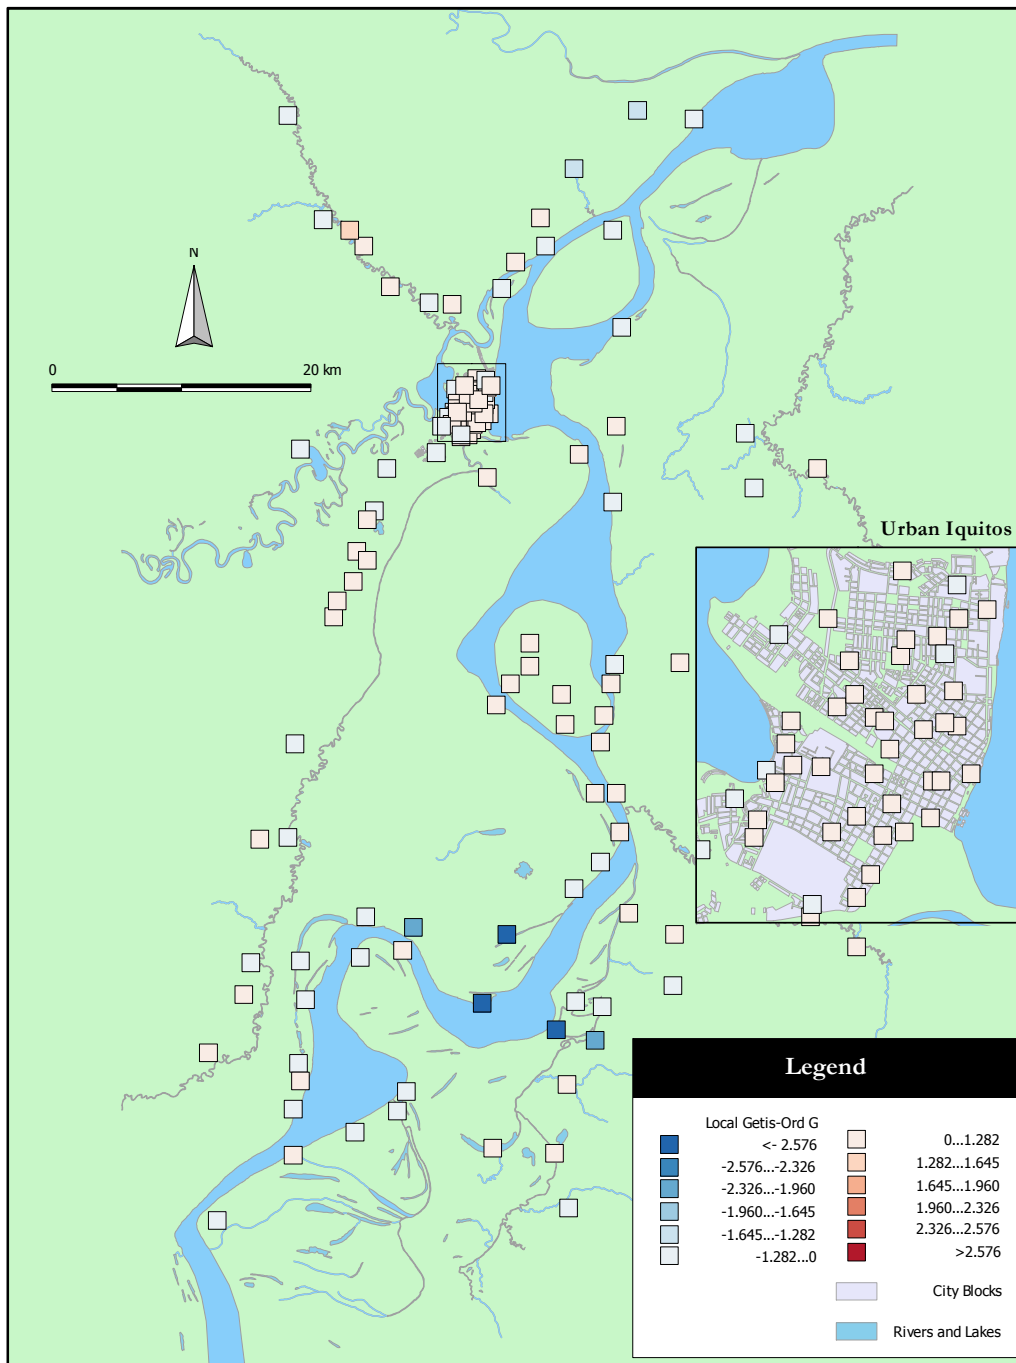 N
0 20 km
Urban Iquitos
Legend
Local Getis-Ord G
<- 2.576
-2.576...-2.326
-2.326...-1.960
-1.960...-1.645
-1.645...-1.282
-1.282...0
0...1.282
1.282...1.645
1.645...1.960
1.960...2.326
2.326...2.576
>2.576
City Blocks
Rivers and Lakes